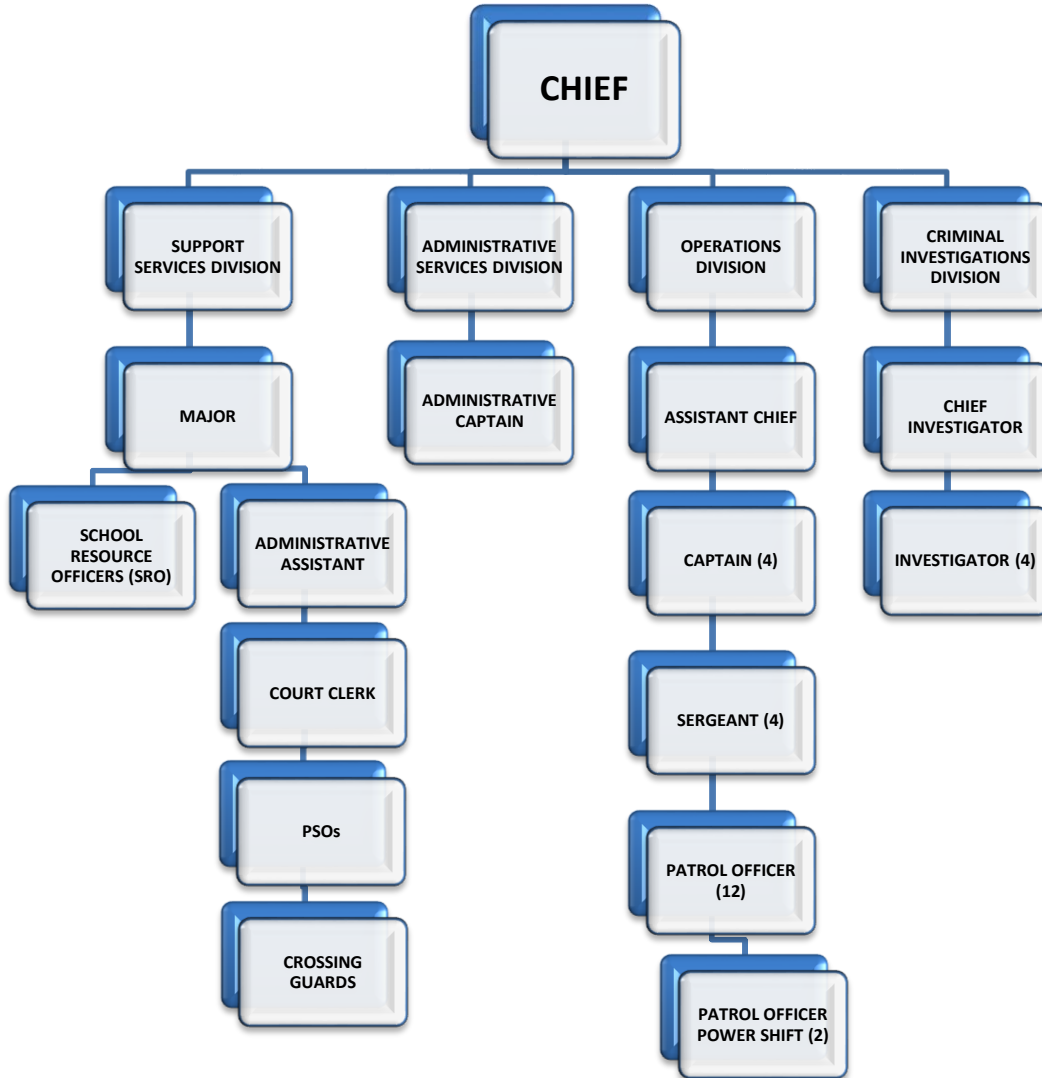 CHIEF
SUPPORT
SERVICES DIVISION
ADMINISTRATIVE
SERVICES DIVISION
OPERATIONS
DIVISION
CRIMINAL
INVESTIGATIONS
DIVISION
MAJOR
ADMINISTRATIVE
CAPTAIN
ASSISTANT CHIEF
CHIEF
INVESTIGATOR
SCHOOL
RESOURCE
OFFICERS (SRO)
ADMINISTRATIVE
ASSISTANT
CAPTAIN (4)
INVESTIGATOR (4)
COURT CLERK
SERGEANT (4)
PSOs
PATROL OFFICER
(12)
CROSSING
GUARDS
PATROL OFFICER
POWER SHIFT (2)